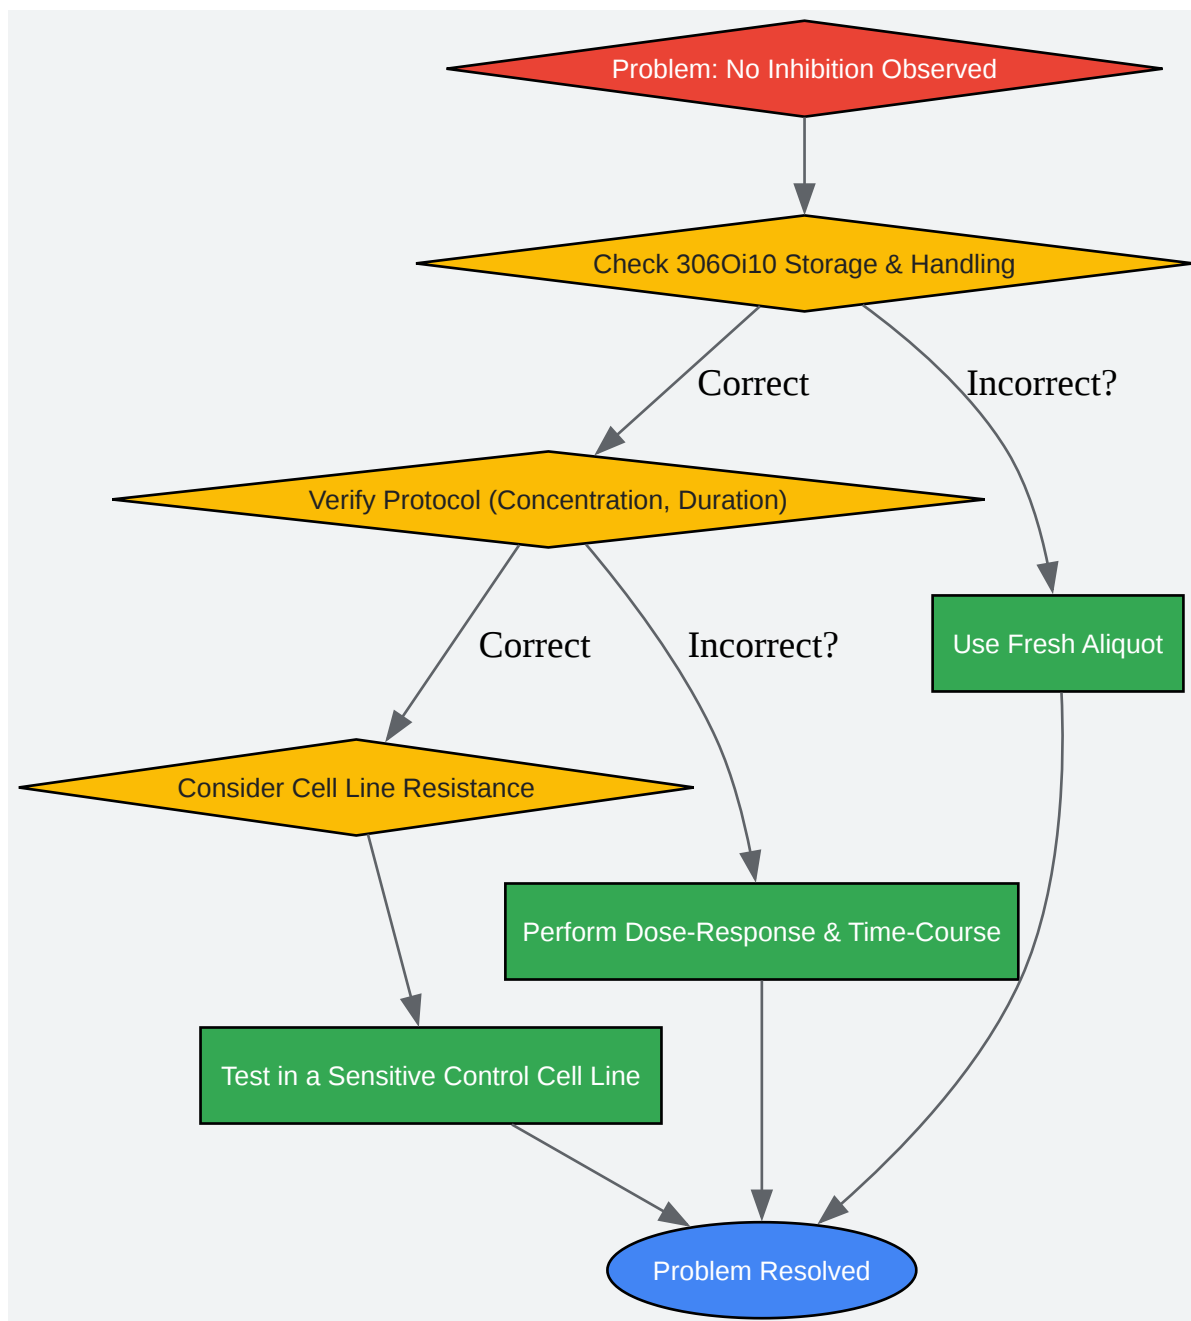 Problem: No Inhibition Observed
Check 306Oi10 Storage & Handling
Correct
Incorrect?
Verify Protocol (Concentration, Duration)
Correct
Incorrect?
Use Fresh Aliquot
Consider Cell Line Resistance
Perform Dose-Response & Time-Course
Test in a Sensitive Control Cell Line
Problem Resolved